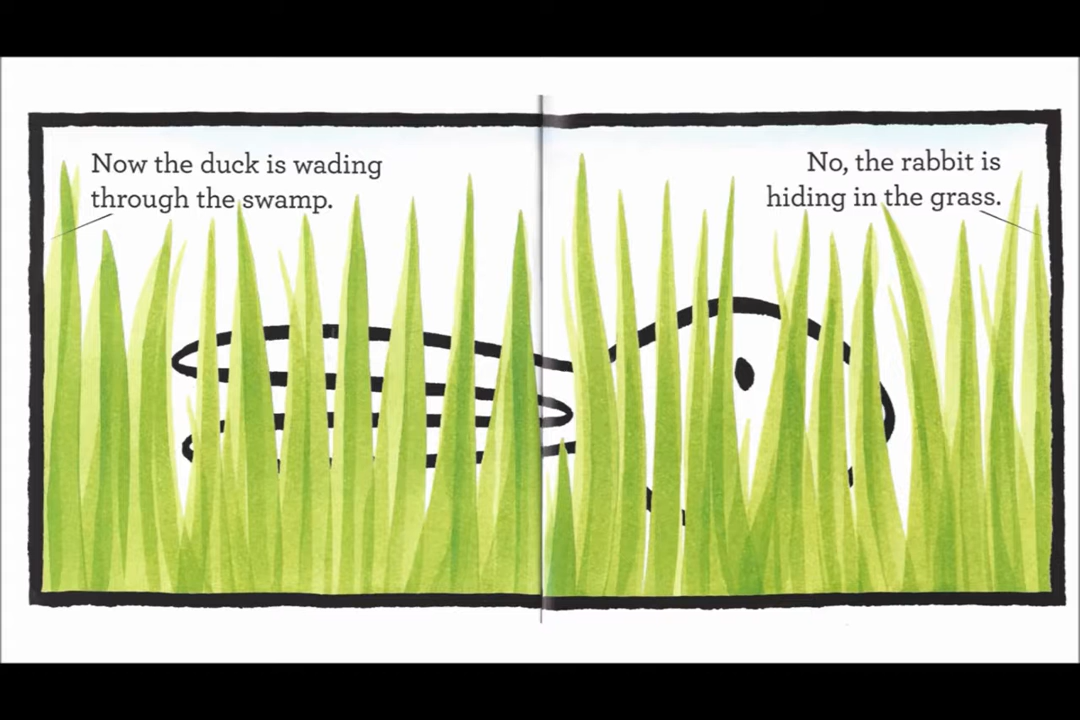 Now the duck is wading
through the swamp.
No, the rabbit is
hiding in the grass.